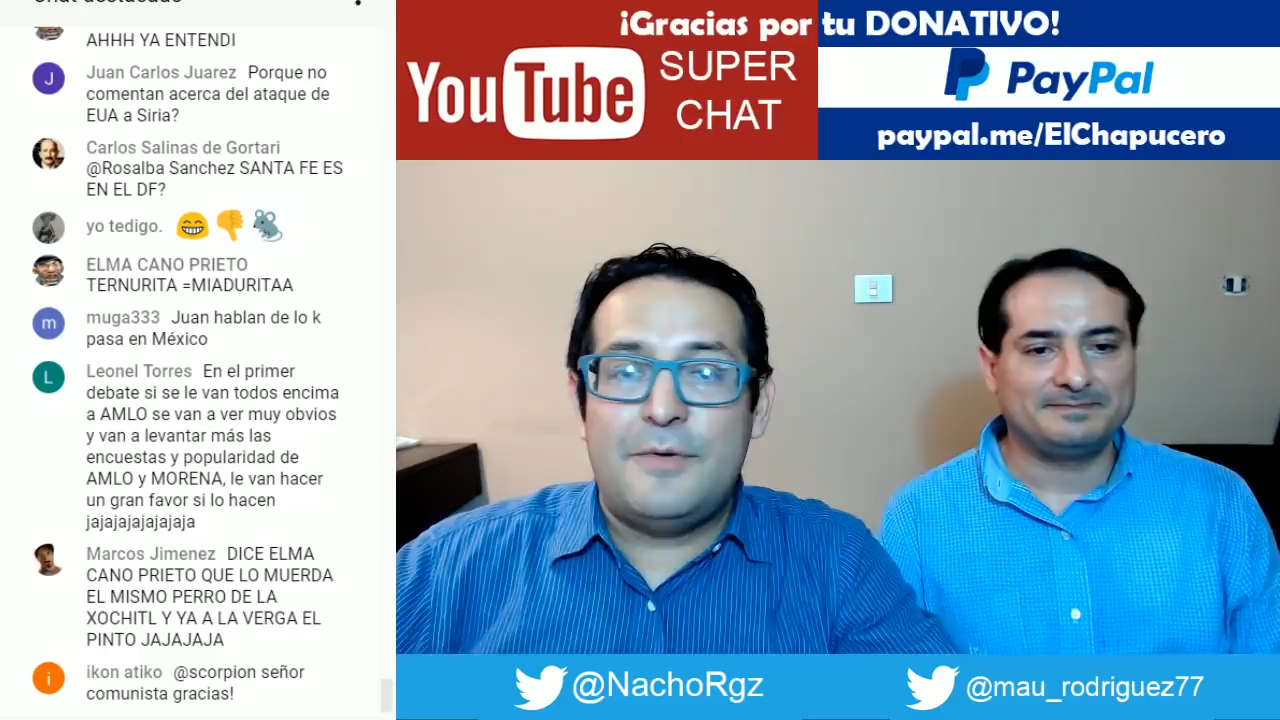 Chat destacado
AHHH YA ENTENDI
J
Juan Carlos Juarez Porque no
comentan acerca del ataque de
EUA a Siria?
Carlos Salinas de Gortari
@Rosalba Sanchez SANTA FE ES
EN EL DF?
yo tedigo.
ELMA CANO PRIETO
TERNURITA =MIADURITAA
m
muga333 Juan hablan de lo k
pasa en México
L
Leonel Torres En el primer
debate si se le van todos encima
a AMLO se van a ver muy obvios
y van a levantar más las
encuestas y popularidad de
AMLO y MORENA, le van hacer
un gran favor si lo hacen
jajajajajajaja
Marcos Jimenez DICE ELMA
CANO PRIETO QUE LO MUERDA
EL MISMO PERRO DE LA
XOCHITL Y YA A LA VERGA EL
PINTO JAJAJAJA
i
ikon atiko @scorpion señor
comunista gracias!
¡Gracias por tu DONATIVO!
YouTube
SUPER
CHAT
PayPal
paypal.me/ElChapucero
@NachoRgz
@mau_rodriguez77